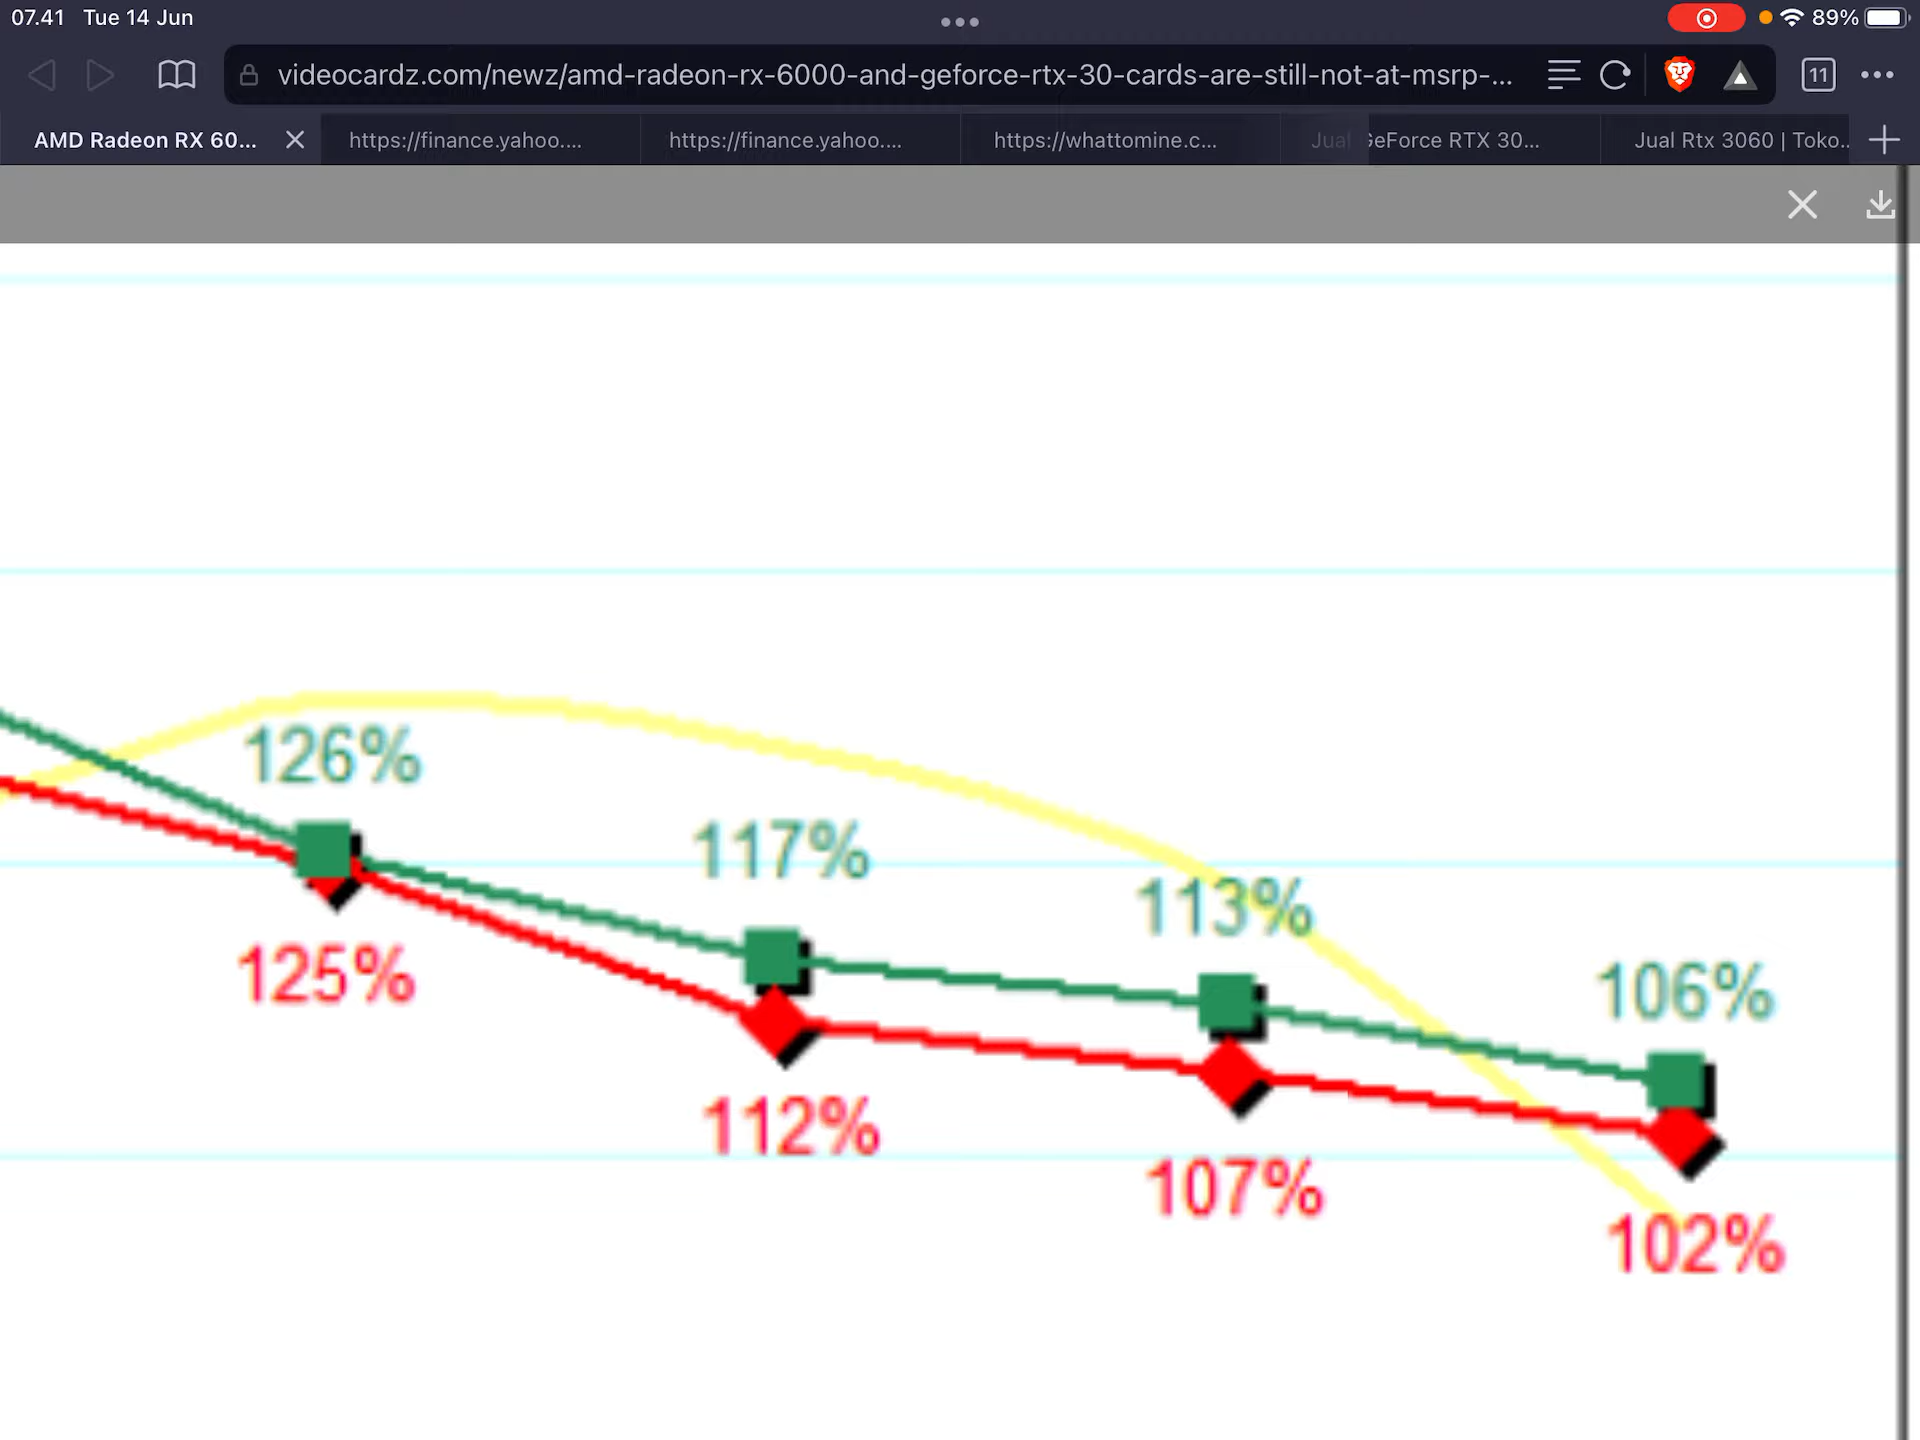 07.41 Tue 14 Jun
89%
videocardz.com/newz/amd-radeon-rx-6000-and-geforce-rtx-30-cards-are-still-not-at-msrp-...
11
AMD Radeon RX 60...
https://finance.yahoo....
https://finance.yahoo....
https://whattomine.c...
Jual GeForce RTX 30...
Jual Rtx 3060 | Toko..
126%
117%
113%
106%
125%
112%
107%
102%